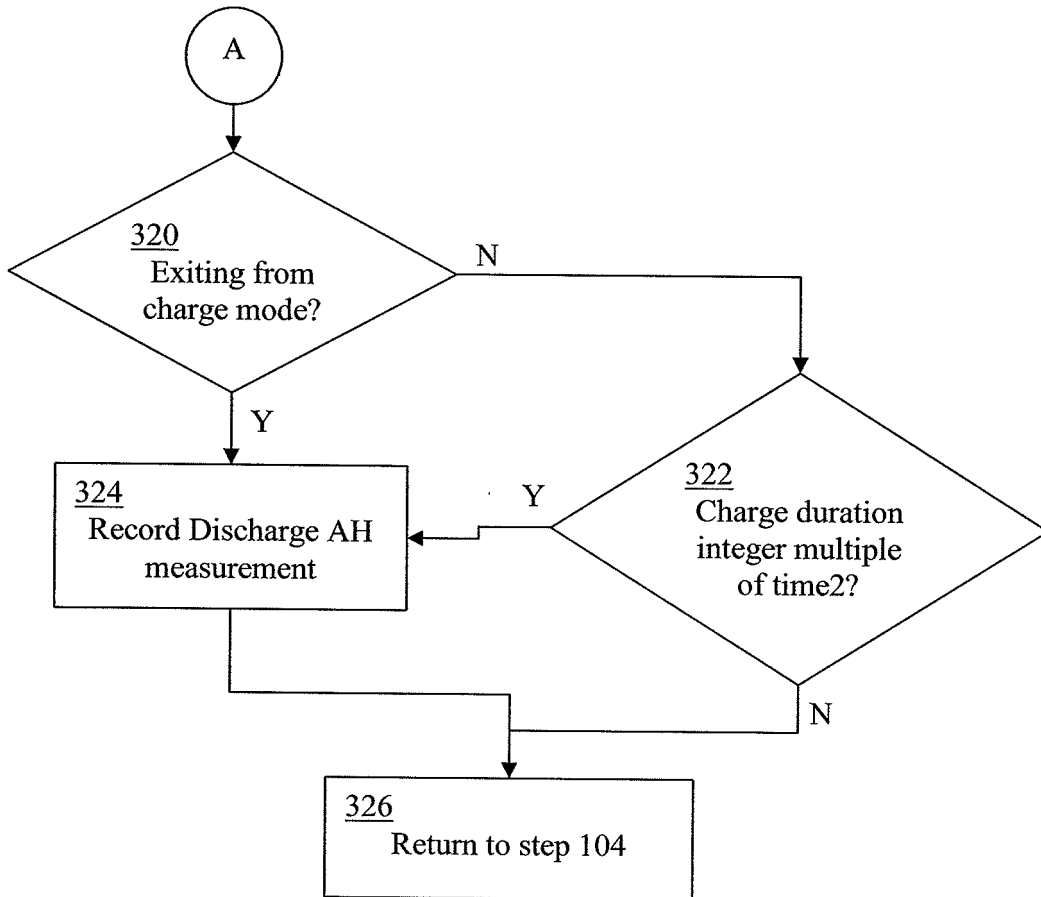 A
320
Exiting from
charge mode?
N
Y
322
Charge duration
integer multiple
of time2?
Y
N
324
Record Discharge AH
measurement
326
Return to step 104